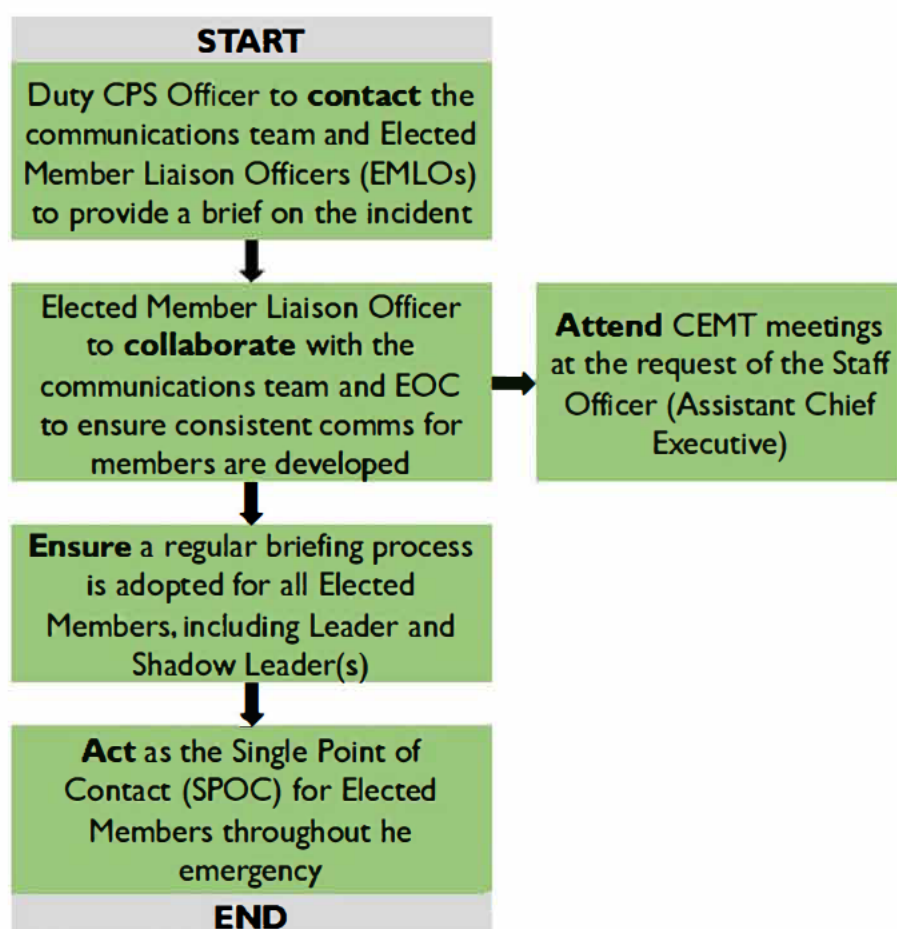 START
Duty CPS Officer to contact the
communications team and Elected
Member Liaison Officers (EMLOs)
to provide a brief on the incident
Elected Member Liaison Officer
to collaborate with the
communications team and EOC
to ensure consistent comms for
members are developed
Attend CEMT meetings
at the request of the Staff
Officer (Assistant Chief
Executive)
Ensure a regular briefing process
is adopted for all Elected
Members, including Leader and
Shadow Leader(s)
Act as the Single Point of
Contact (SPOC) for Elected
Members throughout he
emergency
END